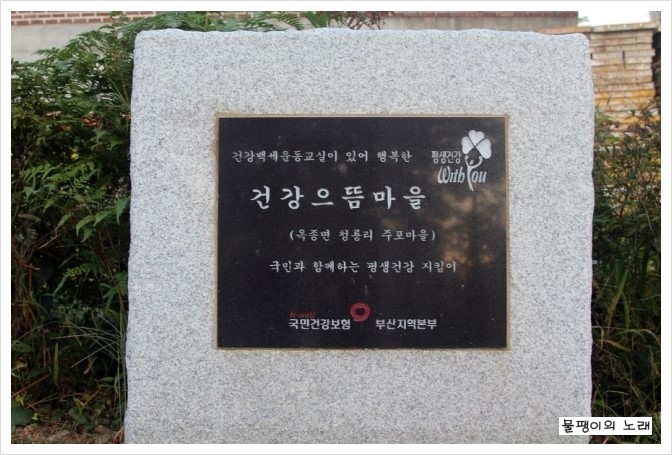 건강백세운동교실이 있어 행복한
평생건강
With You
건강으뜸마을
(옥종면 청룡리 주포마을)
국민과 함께하는 평생건강 지킴이
h-well
국민건강보험 부산지역본부
물팽이의 노래